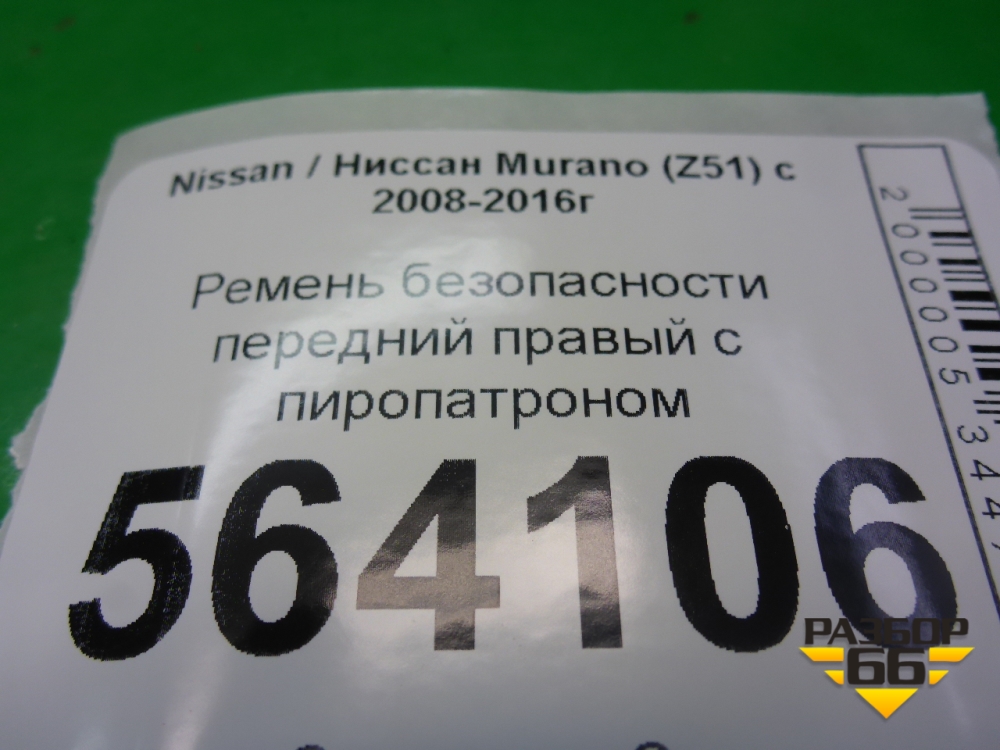 Nissan / Ниссан Murano (Z51) с
2008-2016г
Ремень безопасности
передний правый с
пиропатроном
564106
РАЗБОР
66